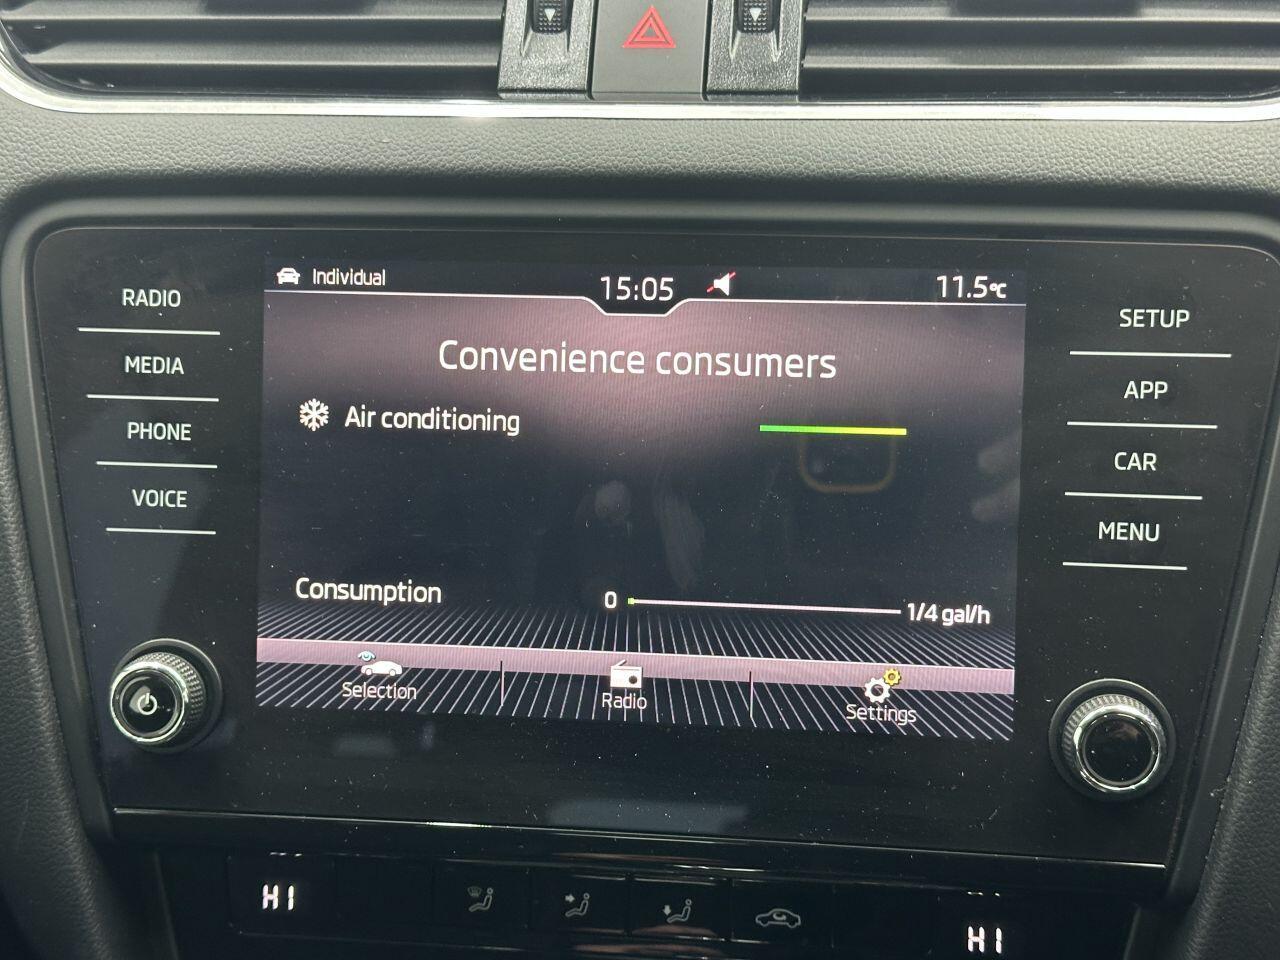 Individual
15:05
11.5°C
RADIO
MEDIA
PHONE
VOICE
SETUP
APP
CAR
MENU
Convenience consumers
Air conditioning
Consumption
0
1/4 gal/h
Selection
Radio
Settings
HI
HI